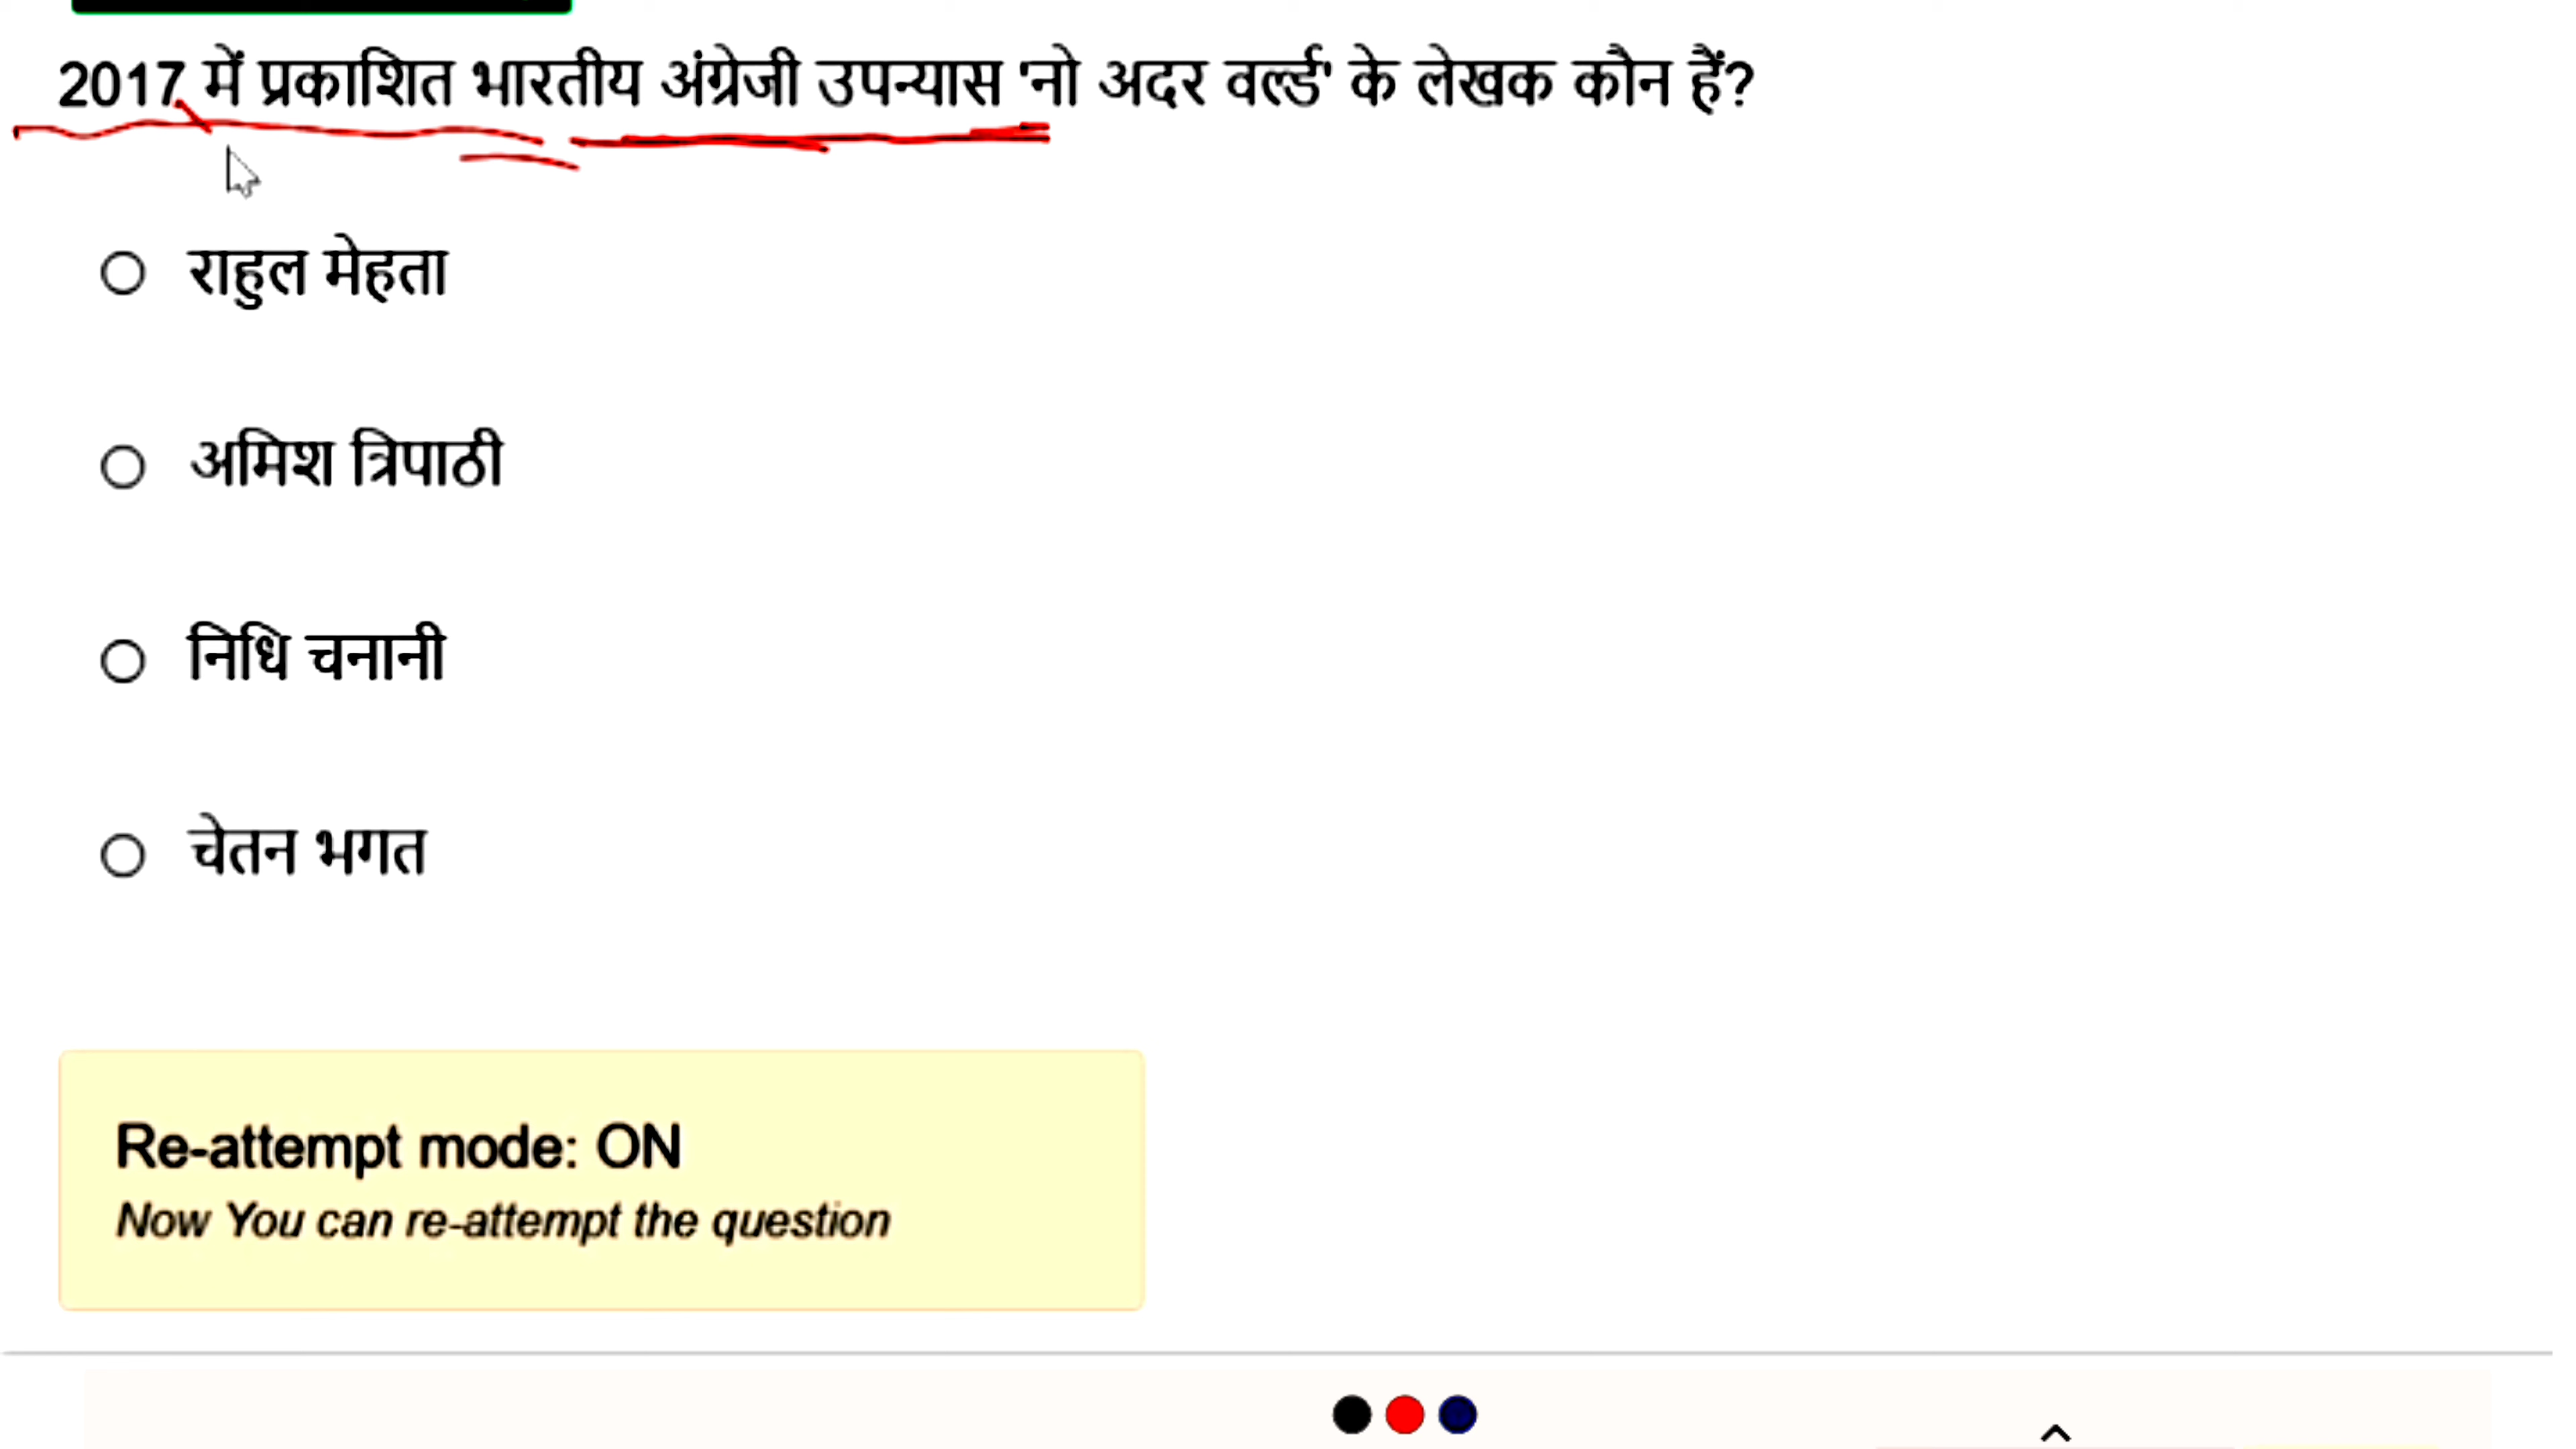 2017 में प्रकाशित भारतीय अंग्रेजी उपन्यास 'नो अदर वर्ल्ड' के लेखक कौन हैं?
राहुल मेहता
अमिश त्रिपाठी
निधि चनानी
चेतन भगत
Re-attempt mode: ON
Now You can re-attempt the question